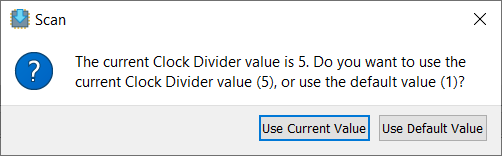 Scan
The current Clock Divider value is 5. Do you want to use the
current Clock Divider value (5), or use the default value (1)?
Use Current Value
Use Default Value